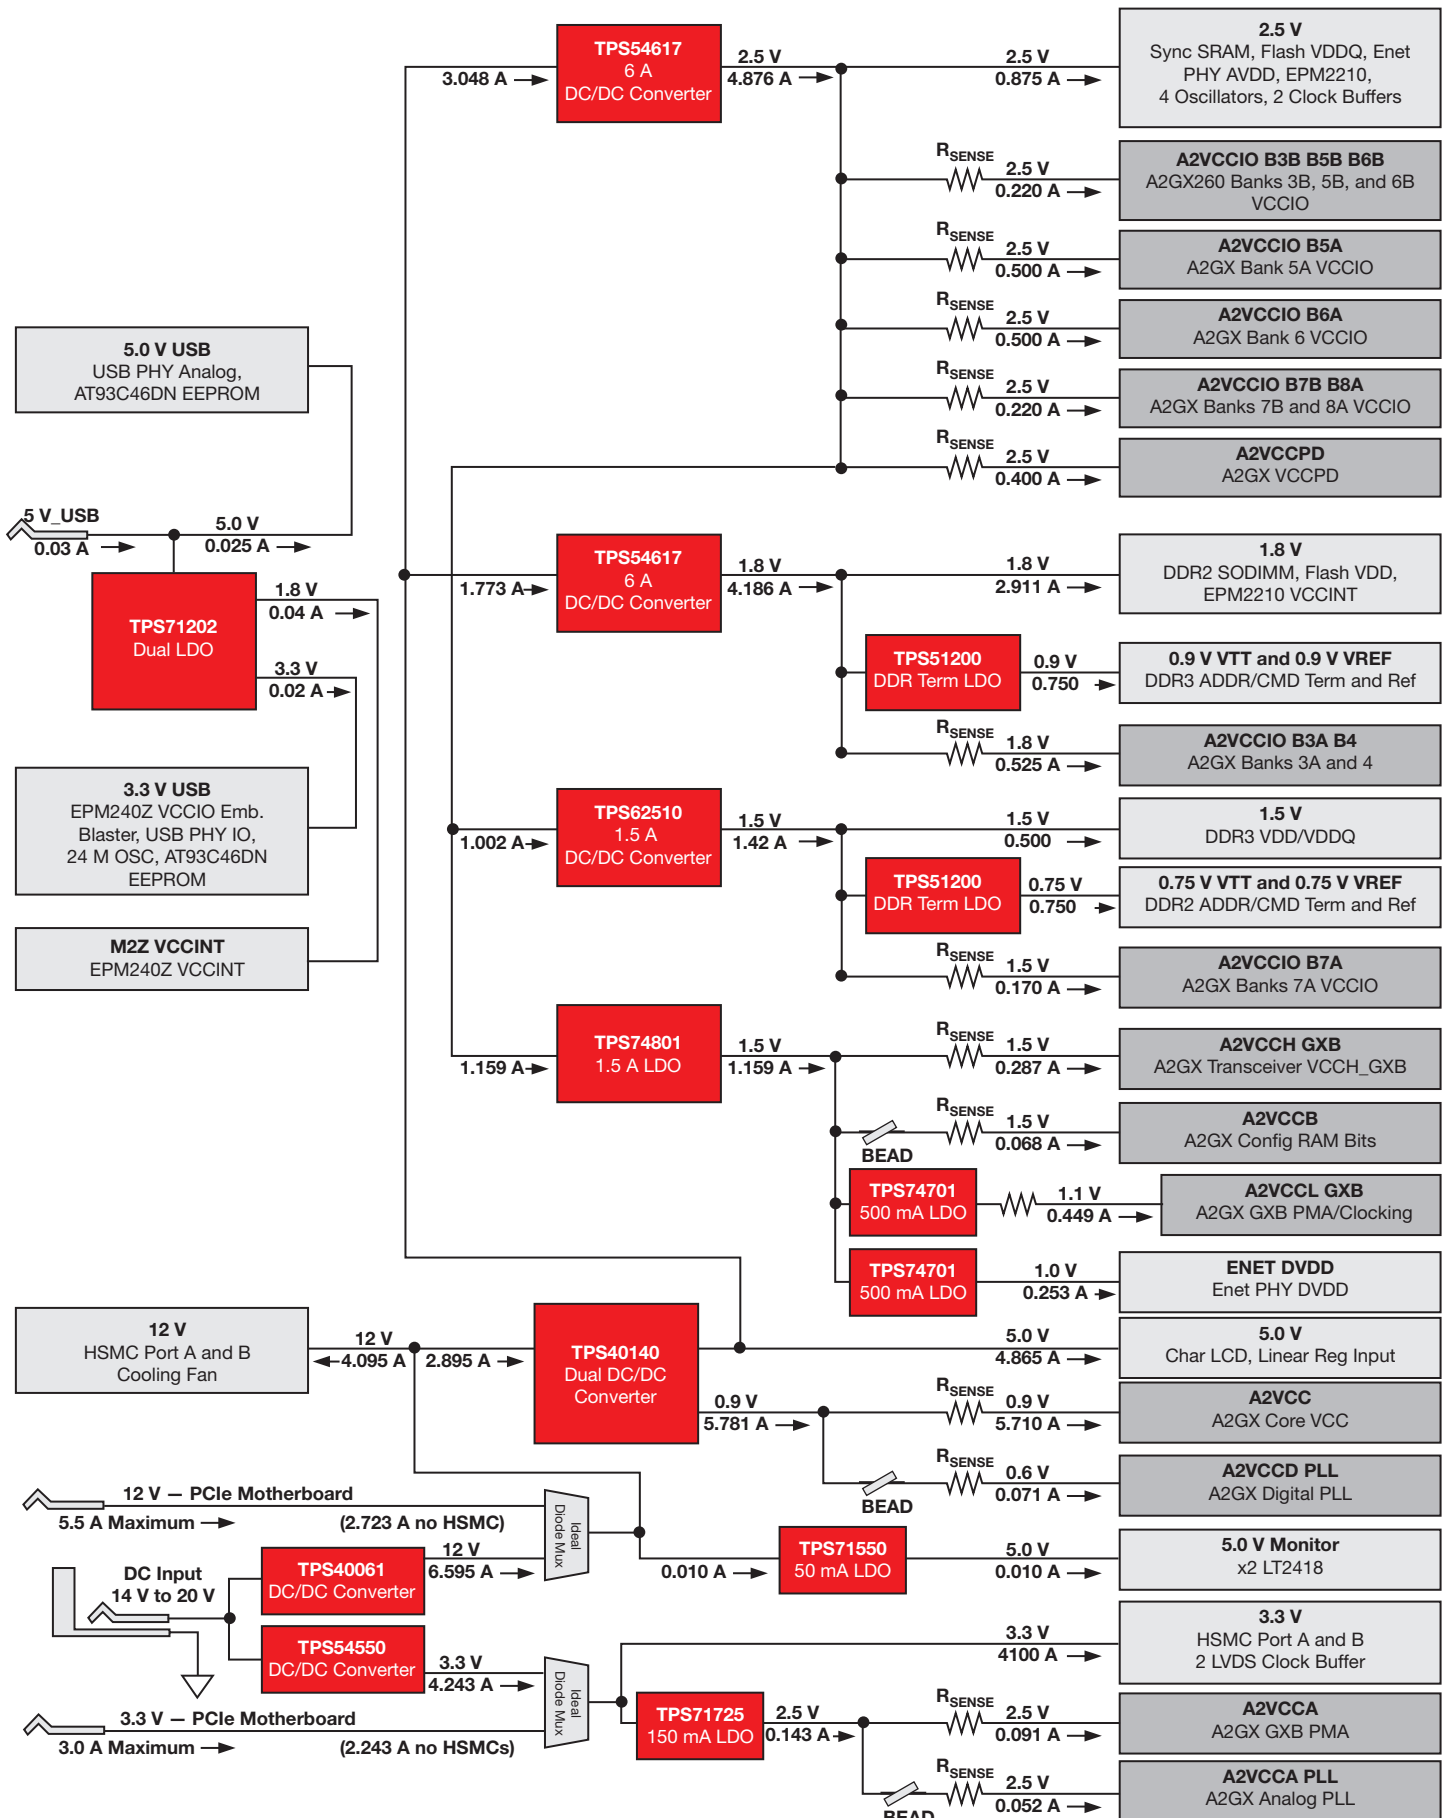 TPS54617
6 A
DC/DC Converter
3.048 A
2.5 V
4.876 A
2.5 V
0.875 A
2.5 V
Sync SRAM, Flash VDDQ, Enet
PHY AVDD, EPM2210,
4 Oscillators, 2 Clock Buffers
RSENSE
2.5 V
0.220 A
A2VCCIO B3B B5B B6B
A2GX260 Banks 3B, 5B, and 6B
VCCIO
RSENSE
2.5 V
0.500 A
A2VCCIO B5A
A2GX Bank 5A VCCIO
RSENSE
2.5 V
0.500 A
A2VCCIO B6A
A2GX Bank 6 VCCIO
RSENSE
2.5 V
0.220 A
A2VCCIO B7B B8A
A2GX Banks 7B and 8A VCCIO
RSENSE
2.5 V
0.400 A
A2VCCPD
A2GX VCCPD
5.0 V USB
USB PHY Analog,
AT93C46DN EEPROM
5 V_USB
0.03 A
5.0 V
0.025 A
TPS71202
Dual LDO
1.8 V
0.04 A
3.3 V
0.02 A
3.3 V USB
EPM240Z VCCIO Emb.
Blaster, USB PHY IO,
24 M OSC, AT93C46DN
EEPROM
M2Z VCCINT
EPM240Z VCCINT
1.773 A
TPS54617
6 A
DC/DC Converter
1.8 V
4.186 A
1.8 V
2.911 A
1.8 V
DDR2 SODIMM, Flash VDD,
EPM2210 VCCINT
TPS51200
DDR Term LDO
0.9 V
0.750
0.9 V VTT and 0.9 V VREF
DDR3 ADDR/CMD Term and Ref
RSENSE
1.8 V
0.525 A
A2VCCIO B3A B4
A2GX Banks 3A and 4
1.002 A
TPS62510
1.5 A
DC/DC Converter
1.5 V
1.42 A
1.5 V
0.500
1.5 V
DDR3 VDD/VDDQ
TPS51200
DDR Term LDO
0.75 V
0.750
0.75 V VTT and 0.75 V VREF
DDR2 ADDR/CMD Term and Ref
RSENSE
1.5 V
0.170 A
A2VCCIO B7A
A2GX Banks 7A VCCIO
1.159 A
TPS74801
1.5 A LDO
1.5 V
1.159 A
RSENSE
1.5 V
0.287 A
A2VCCH GXB
A2GX Transceiver VCCH_GXB
BEAD
RSENSE
1.5 V
0.068 A
A2VCCB
A2GX Config RAM Bits
TPS74701
500 mA LDO
1.1 V
0.449 A
A2VCCL GXB
A2GX GXB PMA/Clocking
TPS74701
500 mA LDO
1.0 V
0.253 A
ENET DVDD
Enet PHY DVDD
12 V
HSMC Port A and B
Cooling Fan
12 V
4.095 A
2.895 A
TPS40140
Dual DC/DC
Converter
5.0 V
4.865 A
5.0 V
Char LCD, Linear Reg Input
0.9 V
5.781 A
RSENSE
0.9 V
5.710 A
A2VCC
A2GX Core VCC
BEAD
RSENSE
0.6 V
0.071 A
A2VCCD PLL
A2GX Digital PLL
12 V — PCIe Motherboard
5.5 A Maximum
(2.723 A no HSMC)
Ideal
Diode Mux
DC Input
14 V to 20 V
TPS40061
DC/DC Converter
12 V
6.595 A
0.010 A
TPS71550
50 mA LDO
5.0 V
0.010 A
5.0 V Monitor
x2 LT2418
TPS54550
DC/DC Converter
3.3 V
4.243 A
Ideal
Diode Mux
3.3 V
4100 A
3.3 V
HSMC Port A and B
2 LVDS Clock Buffer
3.3 V — PCIe Motherboard
3.0 A Maximum
(2.243 A no HSMCs)
TPS71725
150 mA LDO
2.5 V
0.143 A
RSENSE
2.5 V
0.091 A
A2VCCA
A2GX GXB PMA
BEAD
RSENSE
2.5 V
0.052 A
A2VCCA PLL
A2GX Analog PLL